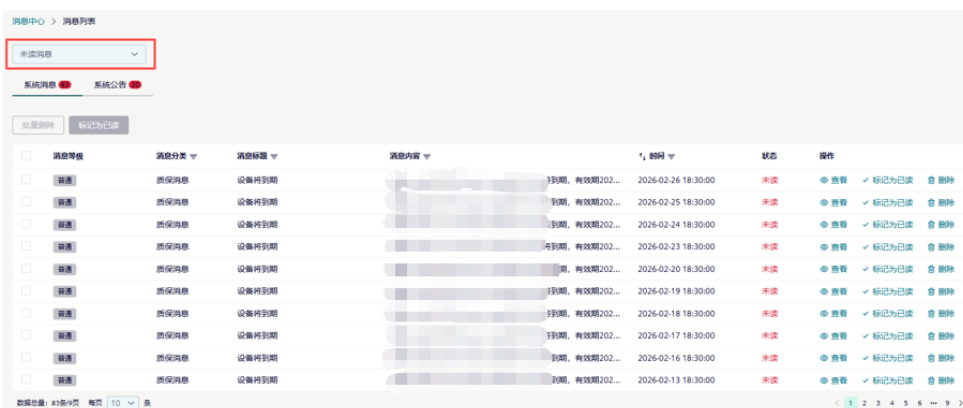 消息中心 > 消息列表
未读消息
系统消息 83 系统公告 20
批量删除 标记为已读
消息等级 消息分类 消息标题 消息内容 时间 状态 操作
普通 质保消息 设备将到期 将到期，有效期202... 2026-02-26 18:30:00 未读 查看 标记为已读 删除
普通 质保消息 设备将到期 到期，有效期202... 2026-02-25 18:30:00 未读 查看 标记为已读 删除
普通 质保消息 设备将到期 到期，有效期202... 2026-02-24 18:30:00 未读 查看 标记为已读 删除
普通 质保消息 设备将到期 到期，有效期202... 2026-02-23 18:30:00 未读 查看 标记为已读 删除
普通 质保消息 设备将到期 期，有效期202... 2026-02-20 18:30:00 未读 查看 标记为已读 删除
普通 质保消息 设备将到期 到期，有效期202... 2026-02-19 18:30:00 未读 查看 标记为已读 删除
普通 质保消息 设备将到期 到期，有效期202... 2026-02-18 18:30:00 未读 查看 标记为已读 删除
普通 质保消息 设备将到期 到期，有效期202... 2026-02-17 18:30:00 未读 查看 标记为已读 删除
普通 质保消息 设备将到期 到期，有效期202... 2026-02-16 18:30:00 未读 查看 标记为已读 删除
普通 质保消息 设备将到期 到期，有效期202... 2026-02-13 18:30:00 未读 查看 标记为已读 删除
数据总量：83条/9页 每页 10 条 < 1 2 3 4 5 6 ... 9 >